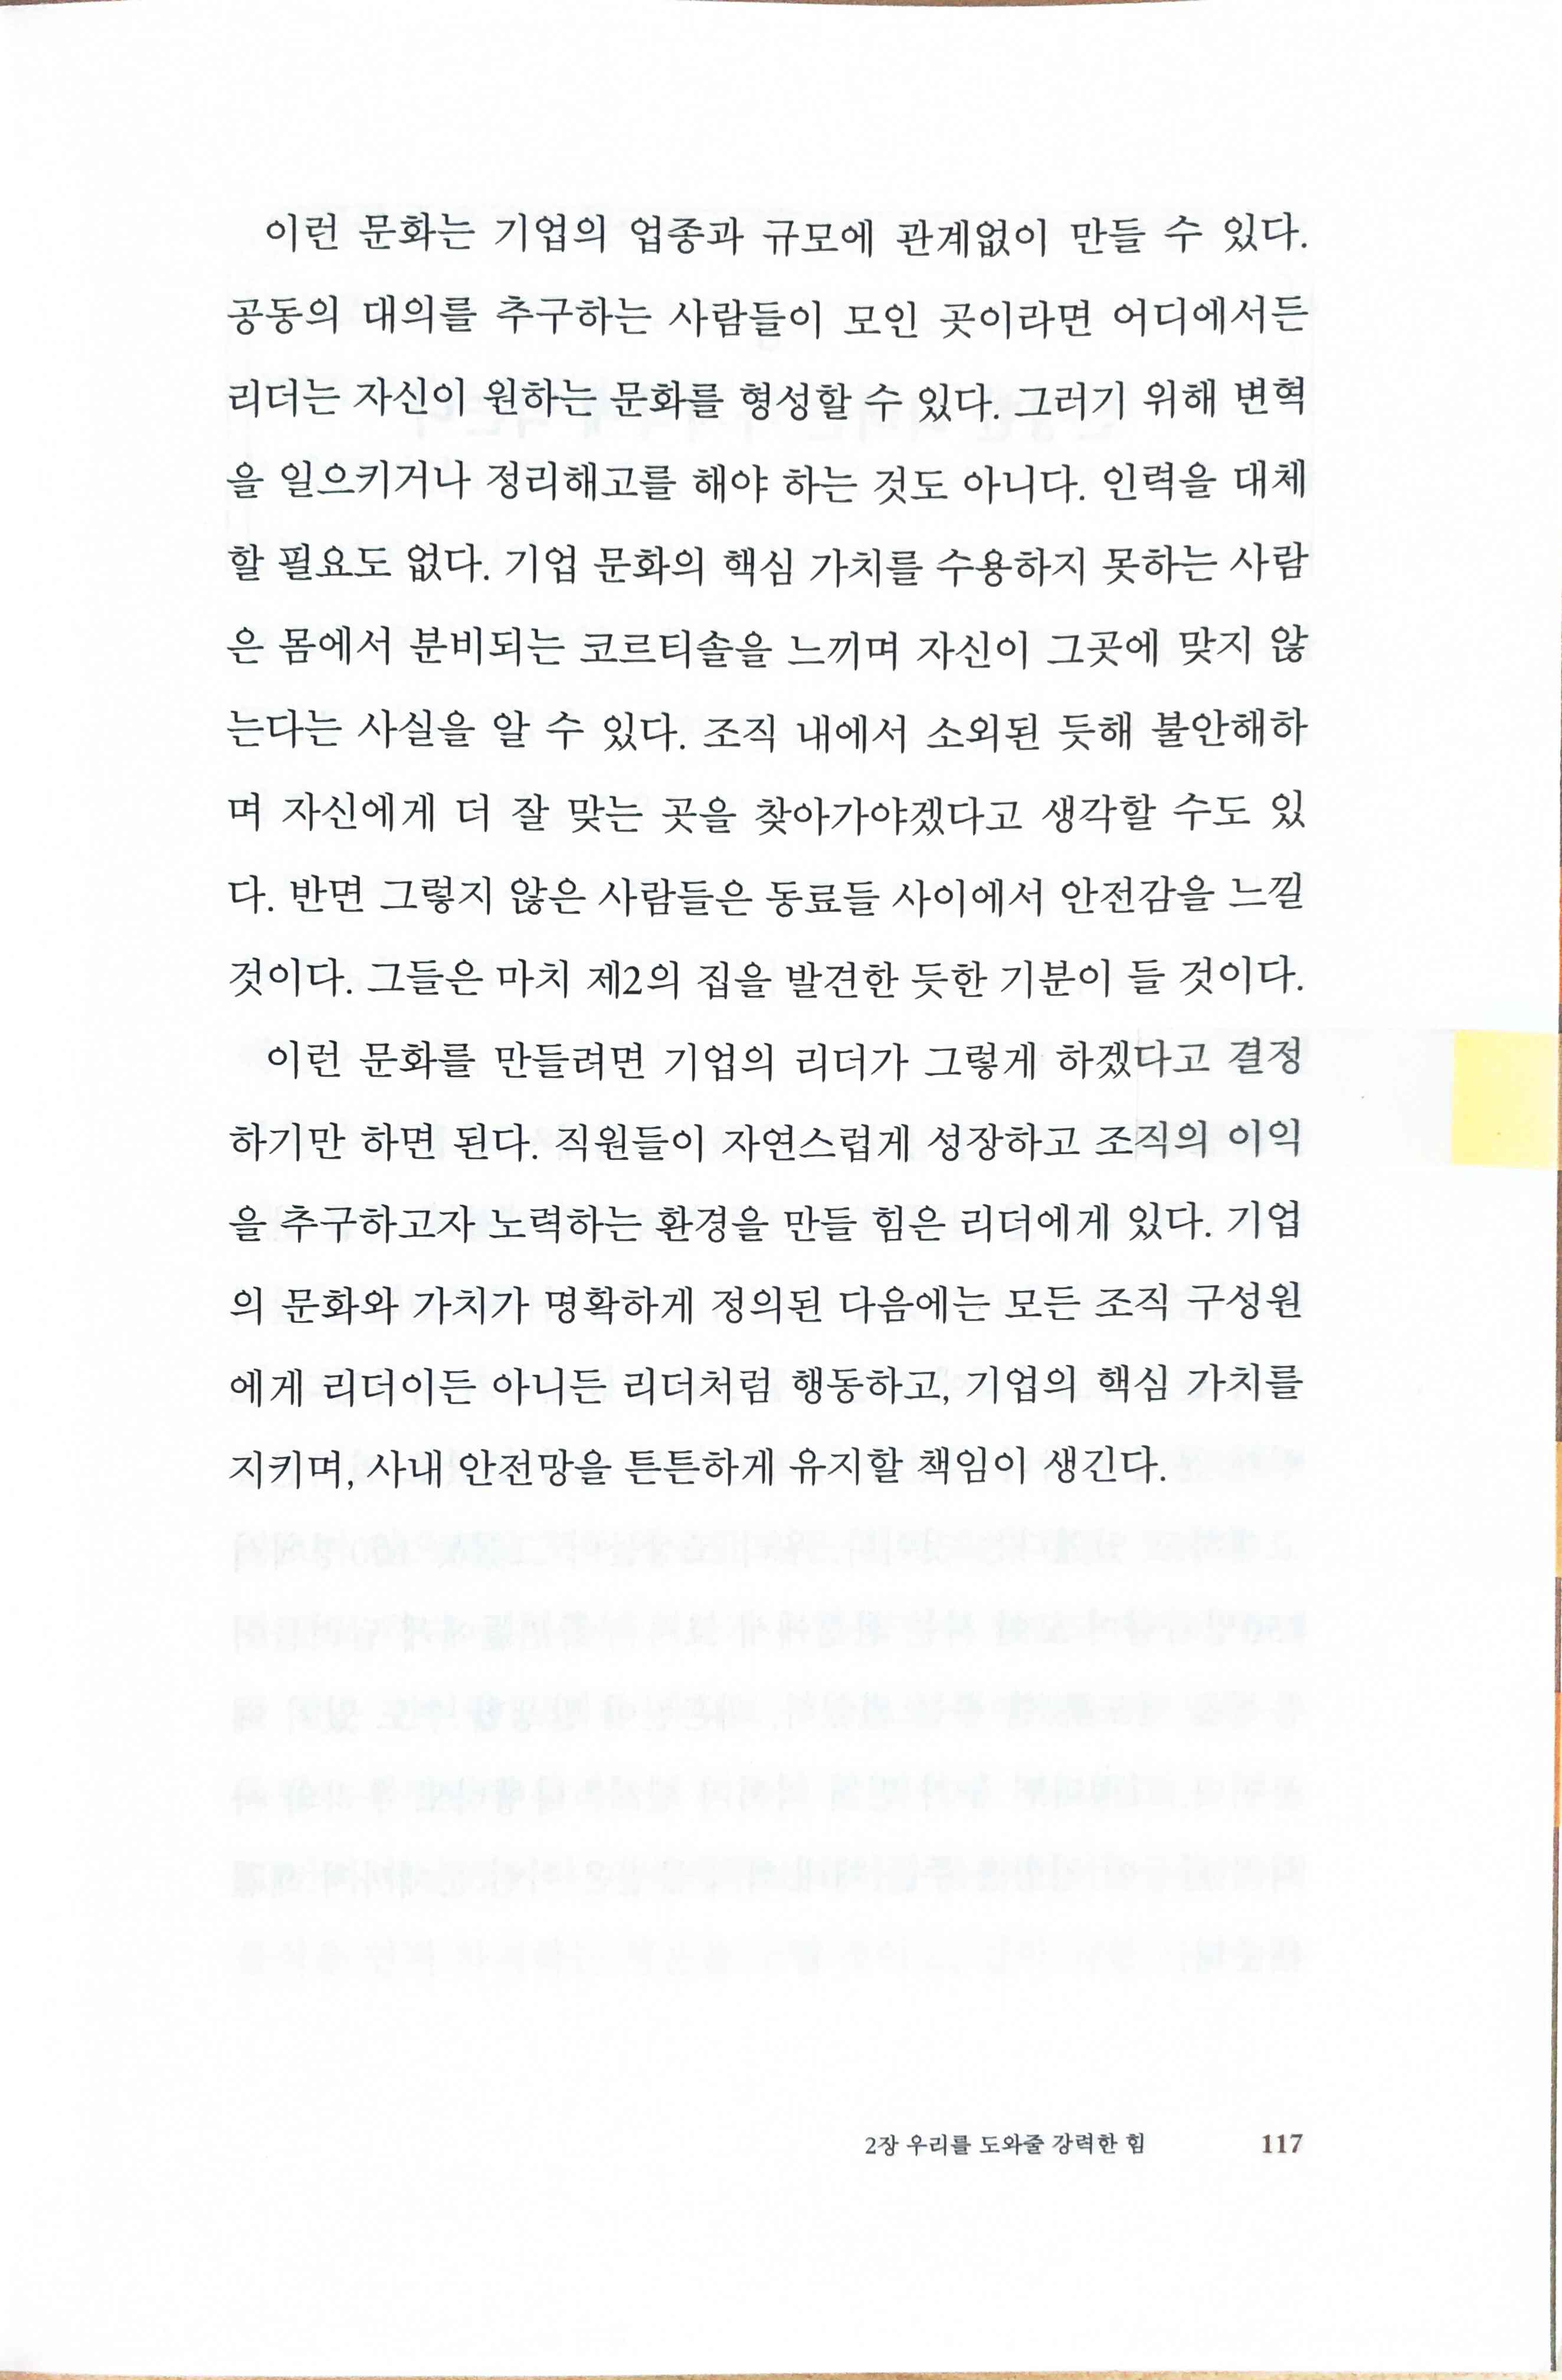 이런 문화는 기업의 업종과 규모에 관계없이 만들 수 있다.
공동의 대의를 추구하는 사람들이 모인 곳이라면 어디에서든
리더는 자신이 원하는 문화를 형성할 수 있다. 그러기 위해 변혁
을 일으키거나 정리해고를 해야 하는 것도 아니다. 인력을 대체
할 필요도 없다. 기업 문화의 핵심 가치를 수용하지 못하는 사람
은 몸에서 분비되는 코르티솔을 느끼며 자신이 그곳에 맞지 않
는다는 사실을 알 수 있다. 조직 내에서 소외된 듯해 불안해하
며 자신에게 더 잘 맞는 곳을 찾아가야겠다고 생각할 수도 있
다. 반면 그렇지 않은 사람들은 동료들 사이에서 안전감을 느낄
것이다. 그들은 마치 제2의 집을 발견한 듯한 기분이 들 것이다.
이런 문화를 만들려면 기업의 리더가 그렇게 하겠다고 결정
하기만 하면 된다. 직원들이 자연스럽게 성장하고 조직의 이익
을 추구하고자 노력하는 환경을 만들 힘은 리더에게 있다. 기업
의 문화와 가치가 명확하게 정의된 다음에는 모든 조직 구성원
에게 리더이든 아니든 리더처럼 행동하고, 기업의 핵심 가치를
지키며, 사내 안전망을 튼튼하게 유지할 책임이 생긴다.
2장 우리를 도와줄 강력한 힘 117